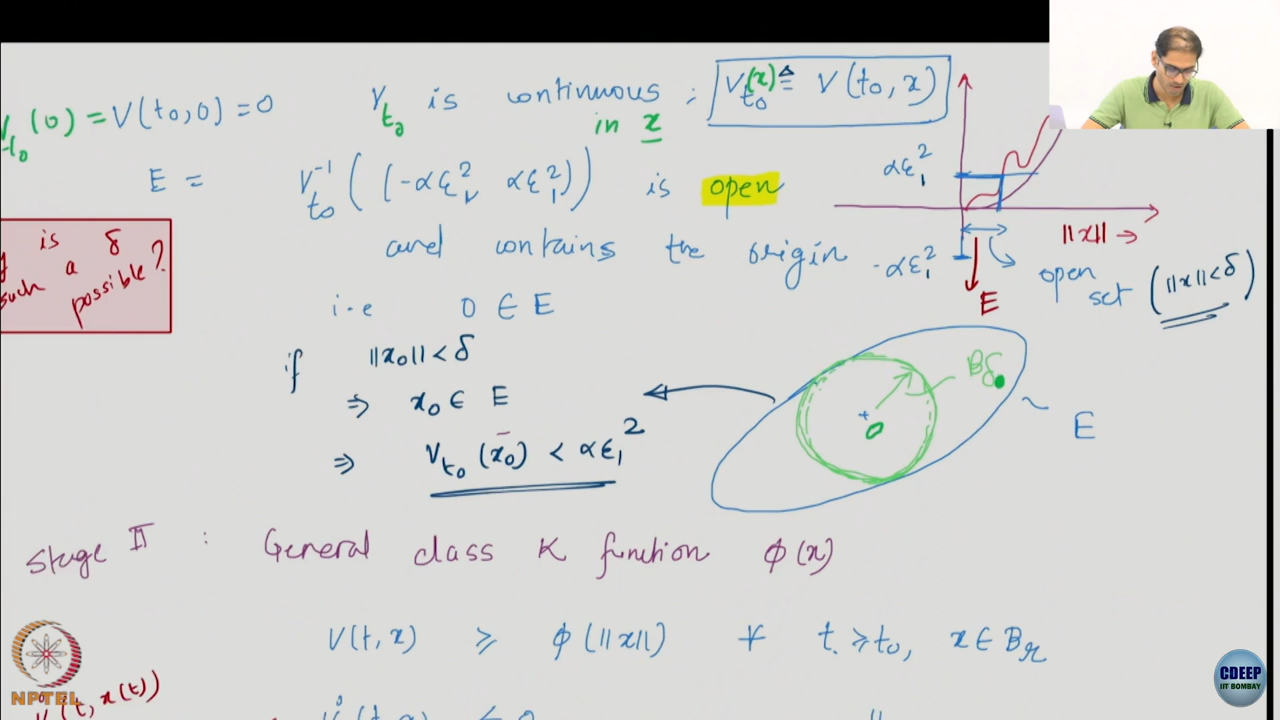 V_{t_0}(0) = V(t_0, 0) = 0
V_{t_0} is continuous ; V_{t_0}(x) ≜ V(t_0, x)
in x
E = V_{t_0}^{-1}((-αε_1^2 αε_1^2)) is open
and contains the origin
i.e 0 ∈ E
is δ
such a
possible?
αε_1^2
-αε_1^2
||x|| →
E
open
set (||x|| < δ)
if ||x_0|| < δ
⇒ x_0 ∈ E
⇒ V_{t_0}(x_0) < αε_1^2
B_δ
0
E
Stage II : General class K function φ(x)
V(t, x) ≥ φ(||x||) ∀ t ≥ t_0, x ∈ B_r
(t, x(t))
NPTEL
CDEEP
IIT BOMBAY